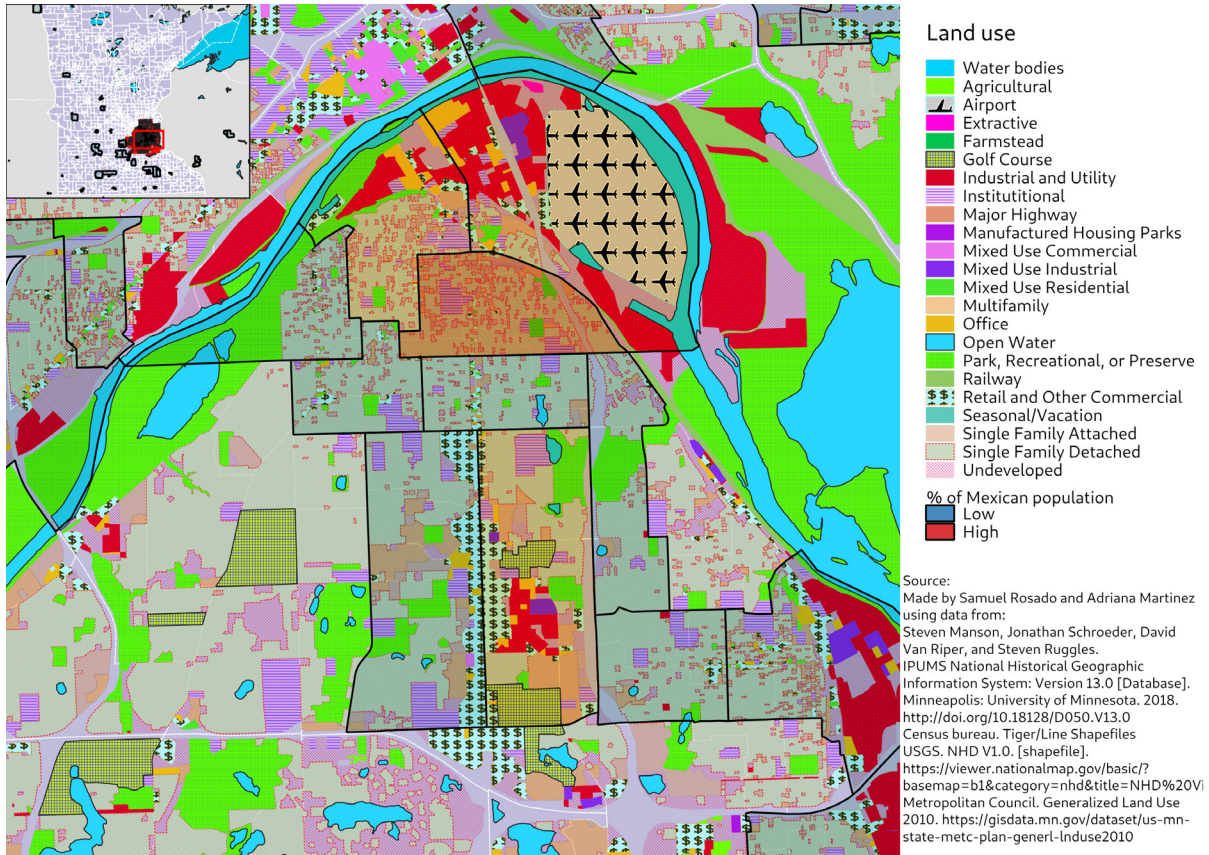 Land use
Water bodies
Agricultural
Airport
Extractive
Farmstead
Golf Course
Industrial and Utility
Institutitional
Major Highway
Manufactured Housing Parks
Mixed Use Commercial
Mixed Use Industrial
Mixed Use Residential
Multifamily
Office
Open Water
Park, Recreational, or Preserve
Railway
Retail and Other Commercial
Seasonal/Vacation
Single Family Attached
Single Family Detached
Undeveloped
% of Mexican population
Low
High
Source:
Made by Samuel Rosado and Adriana Martinez
using data from:
Steven Manson, Jonathan Schroeder, David
Van Riper, and Steven Ruggles.
IPUMS National Historical Geographic
Information System: Version 13.0 [Database].
Minneapolis: University of Minnesota. 2018.
http://doi.org/10.18128/D050.V13.0
Census bureau. Tiger/Line Shapefiles
USGS. NHD V1.0. [shapefile].
https://viewer.nationalmap.gov/basic/?
basemap=b1&category=nhd&title=NHD%20Vi
Metropolitan Council. Generalized Land Use
2010. https://gisdata.mn.gov/dataset/us-mn-
state-metc-plan-generl-lnduse2010